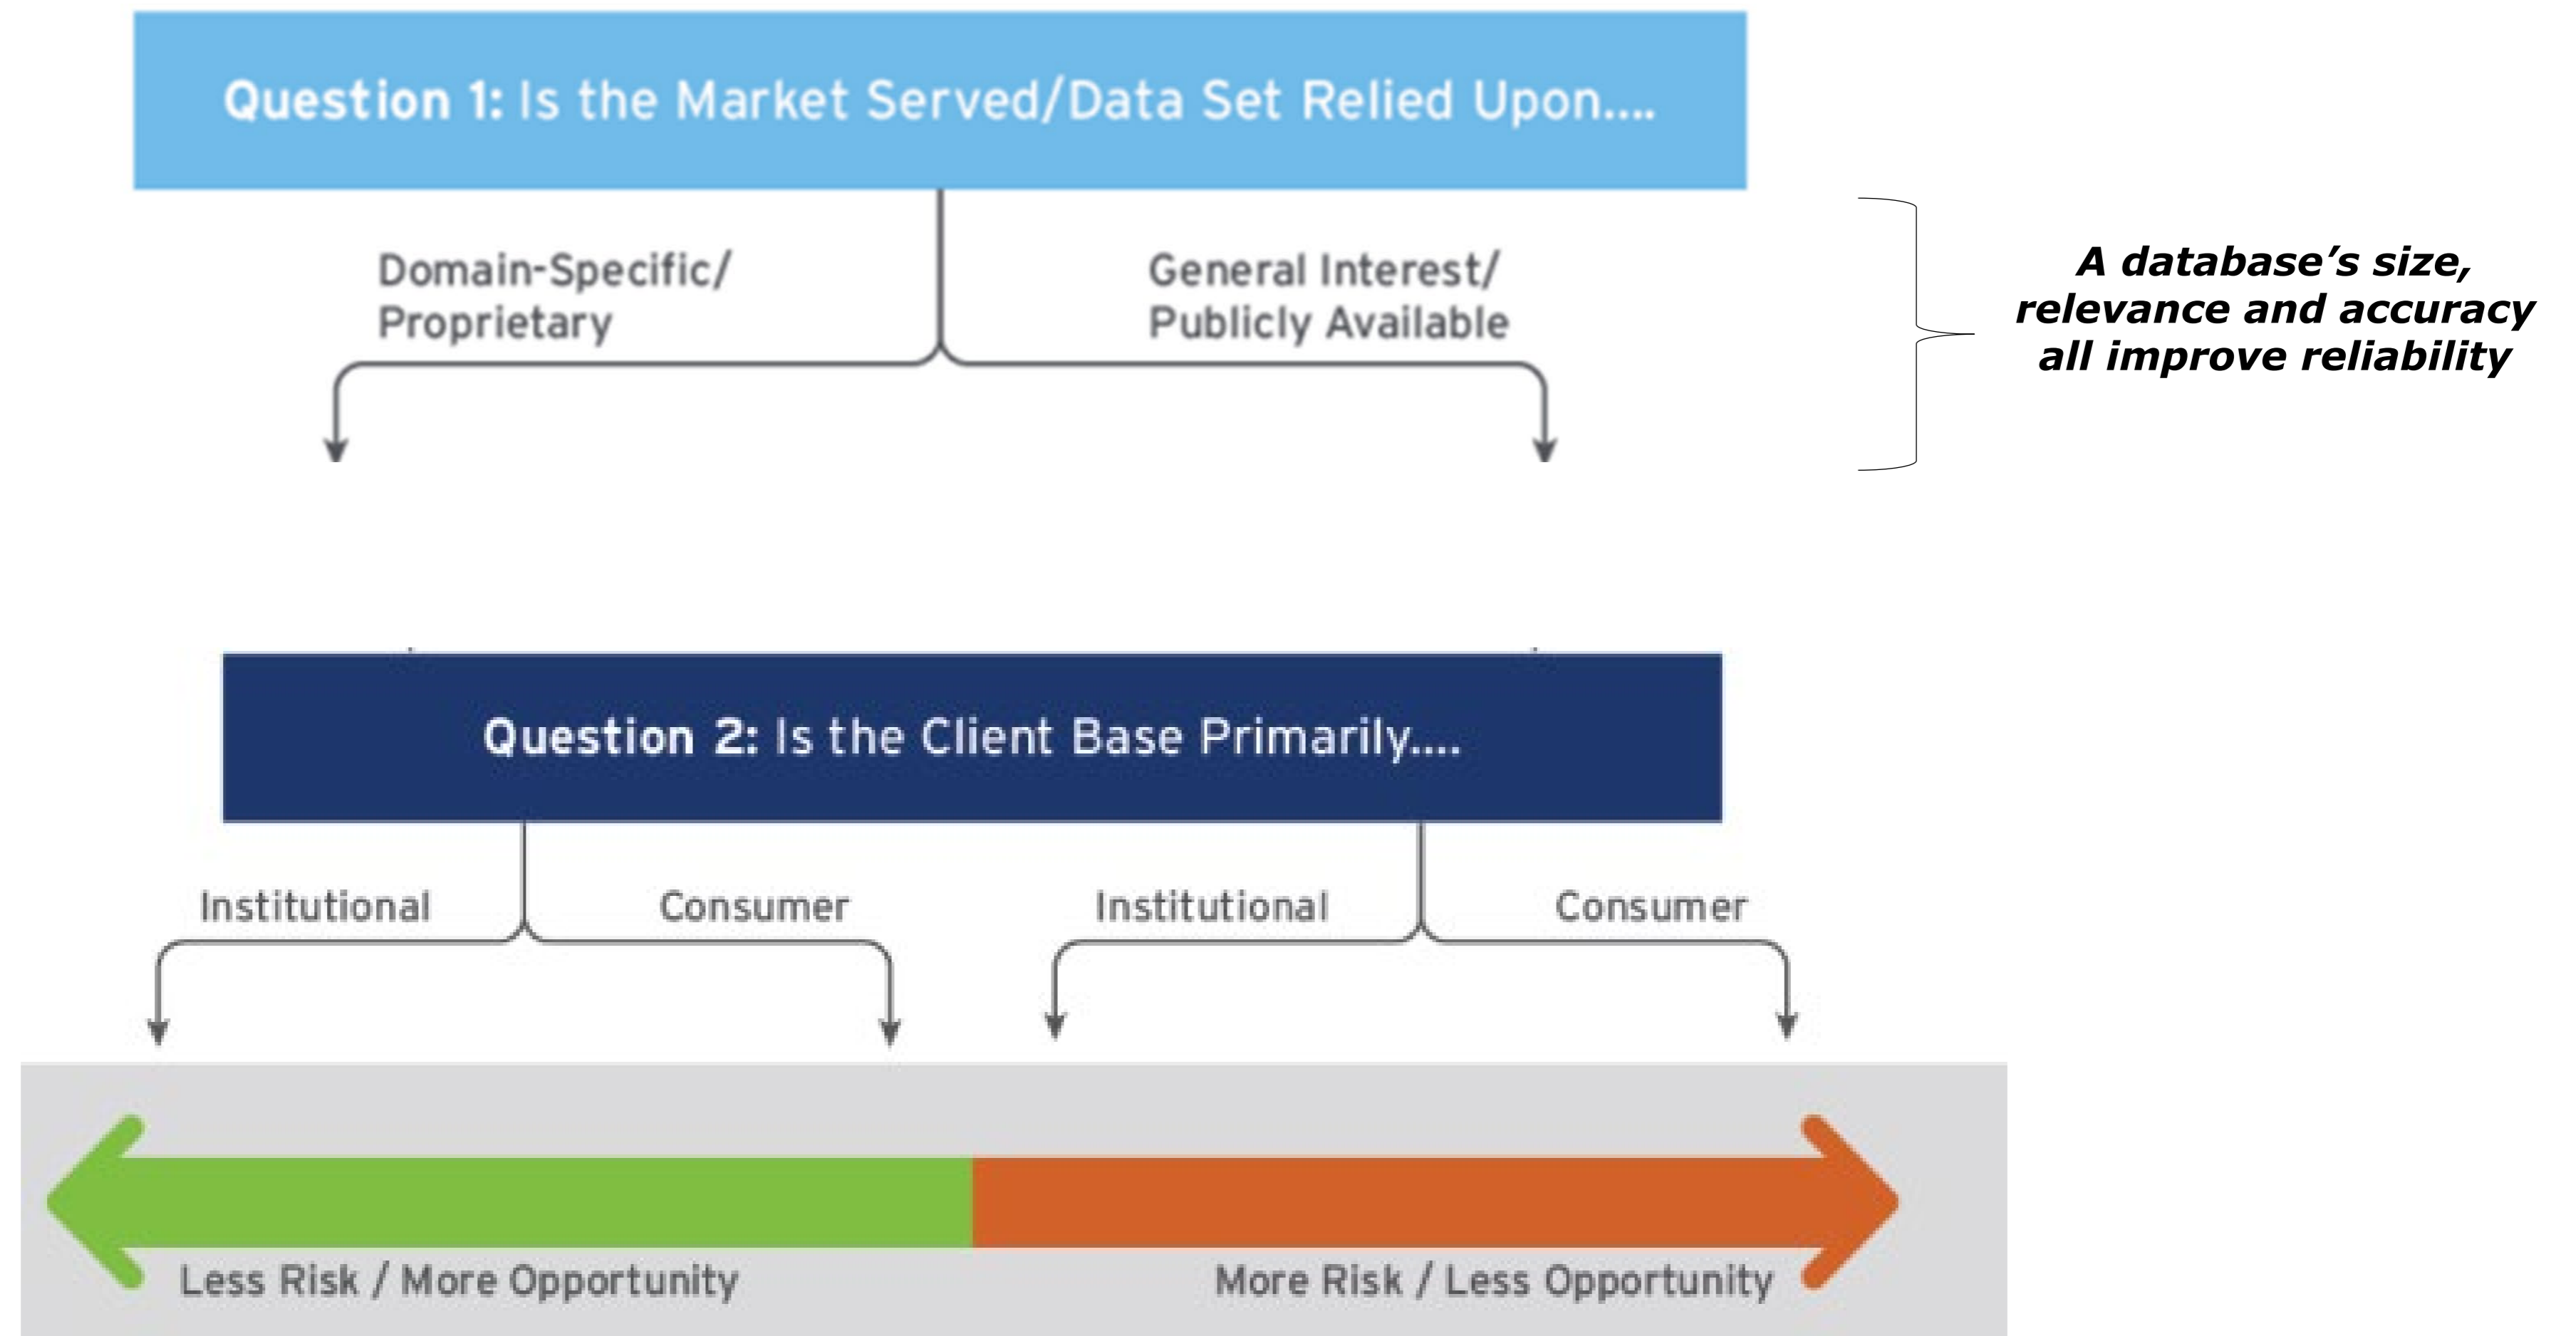 Question 1: Is the Market Served/Data Set Relied Upon....
Domain-Specific/
Proprietary
General Interest/
Publicly Available
A database’s size,
relevance and accuracy
all improve reliability
Question 2: Is the Client Base Primarily....
Institutional
Consumer
Institutional
Consumer
Less Risk / More Opportunity
More Risk / Less Opportunity